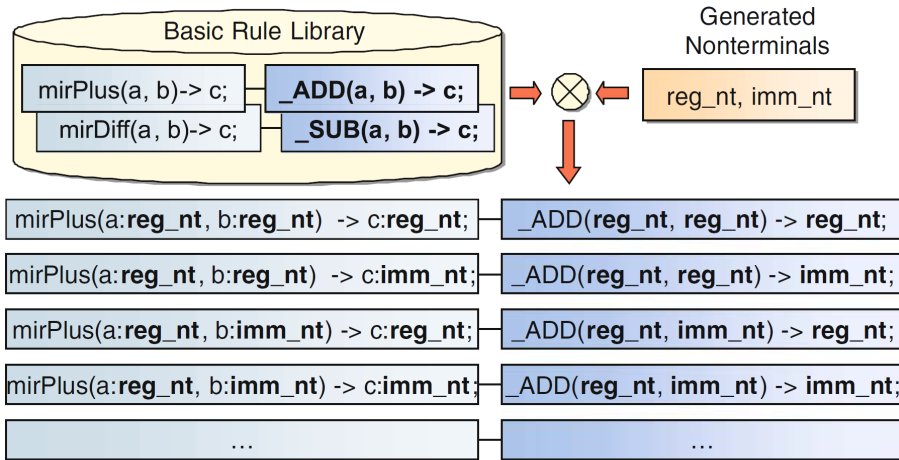 Basic Rule Library
mirPlus(a, b)-> c;
_ADD(a, b) -> c;
mirDiff(a, b)-> c;
_SUB(a, b) -> c;
Generated
Nonterminals
reg_nt, imm_nt
mirPlus(a:reg_nt, b:reg_nt) -> c:reg_nt;
_ADD(reg_nt, reg_nt) -> reg_nt;
mirPlus(a:reg_nt, b:reg_nt) -> c:imm_nt;
_ADD(reg_nt, reg_nt) -> imm_nt;
mirPlus(a:reg_nt, b:imm_nt) -> c:reg_nt;
_ADD(reg_nt, imm_nt) -> reg_nt;
mirPlus(a:reg_nt, b:imm_nt) -> c:imm_nt;
_ADD(reg_nt, imm_nt) -> imm_nt;
...
...